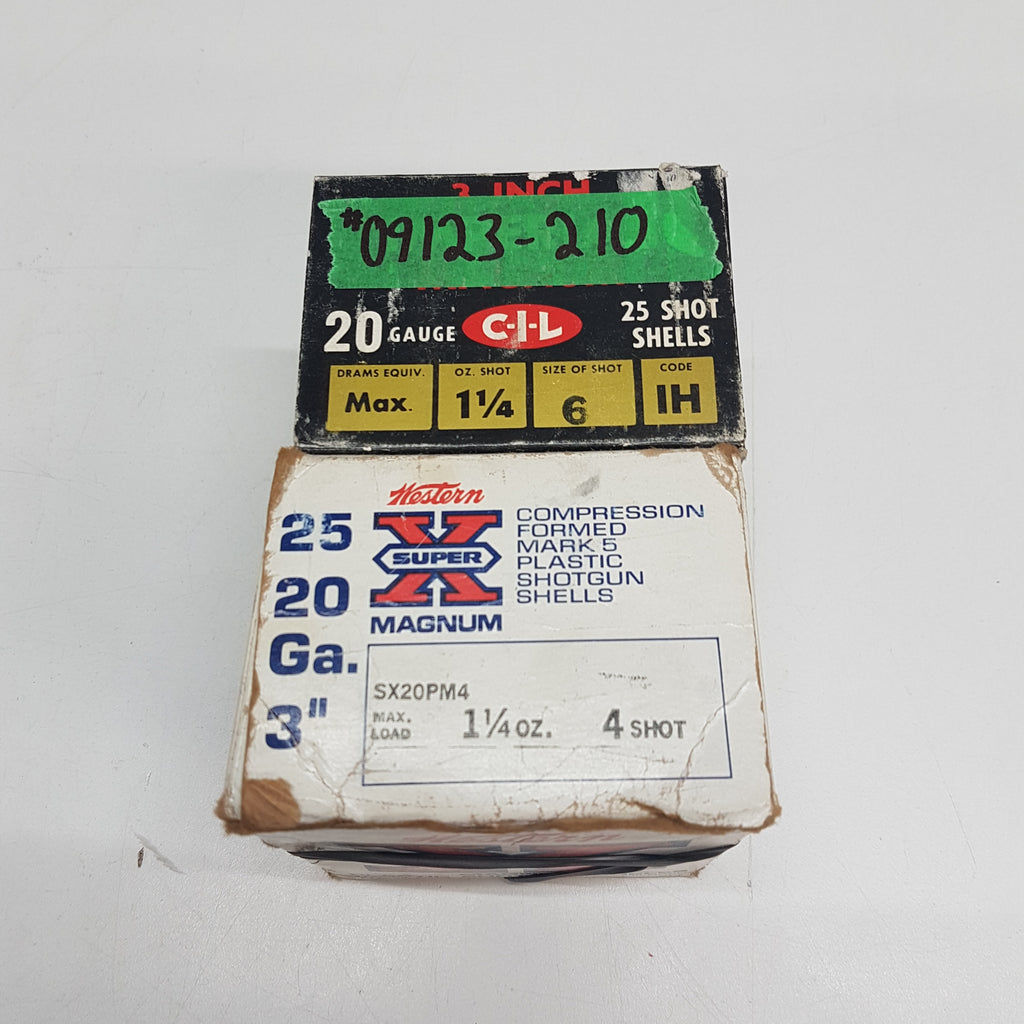 3 INCH
#09123-210
20 GAUGE
C-I-L
25 SHOT
SHELLS
DRAMS EQUIV.
Max.
OZ. SHOT
1¼
SIZE OF SHOT
6
CODE
IH
25
20
Ga.
3"
Western
SUPER X
MAGNUM
COMPRESSION
FORMED
MARK 5
PLASTIC
SHOTGUN
SHELLS
SX20PM4
MAX.
LOAD
1¼ OZ.
4 SHOT